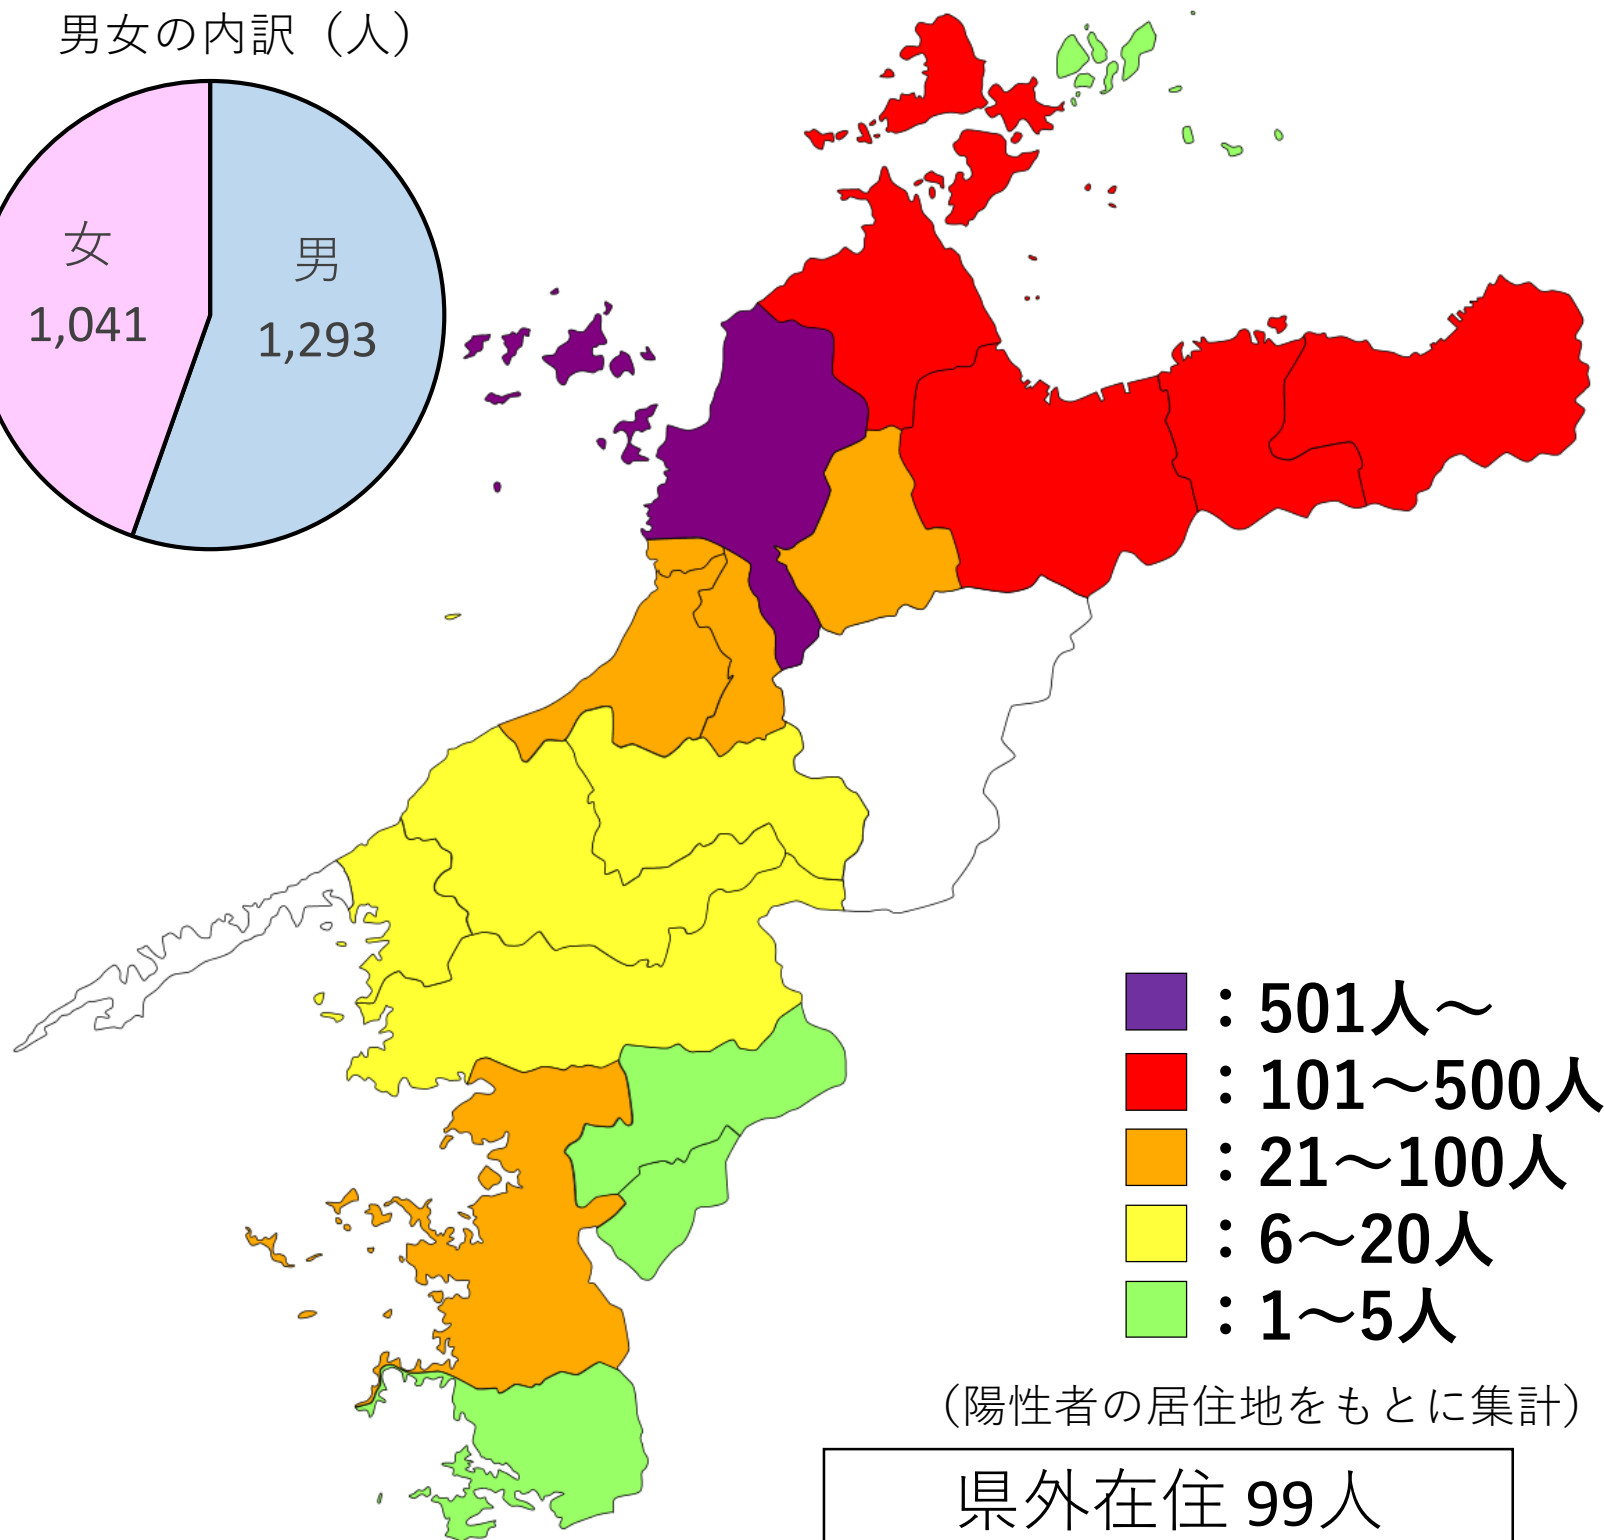 男女の内訳（人）
女
1,041
男
1,293
：501人～
：101～500人
：21～100人
：6～20人
：1～5人
（陽性者の居住地をもとに集計）
県外在住 99人